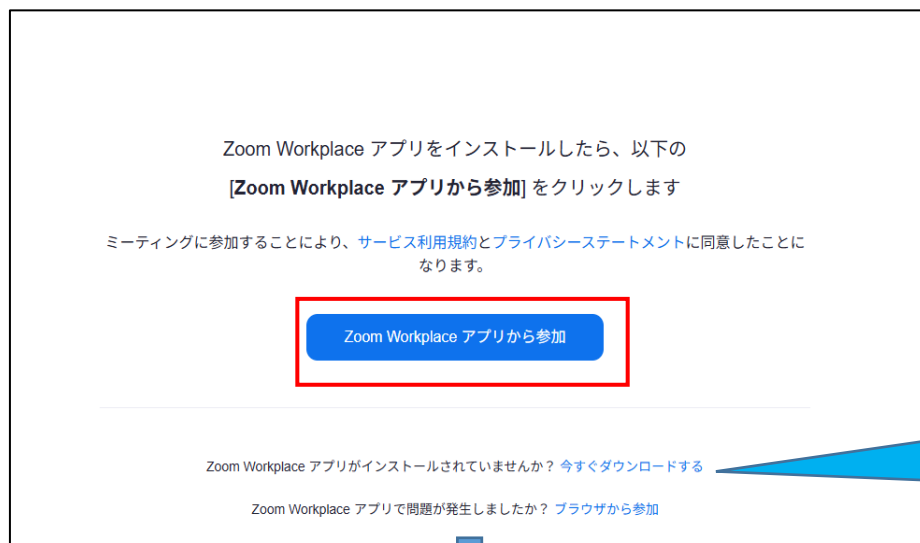 Zoom Workplace アプリをインストールしたら、以下の
[Zoom Workplace アプリから参加] をクリックします
ミーティングに参加することにより、サービス利用規約とプライバシーステートメントに同意したことに
なります。
Zoom Workplace アプリから参加
Zoom Workplace アプリがインストールされていませんか？ 今すぐダウンロードする
Zoom Workplace アプリで問題が発生しましたか？ ブラウザから参加